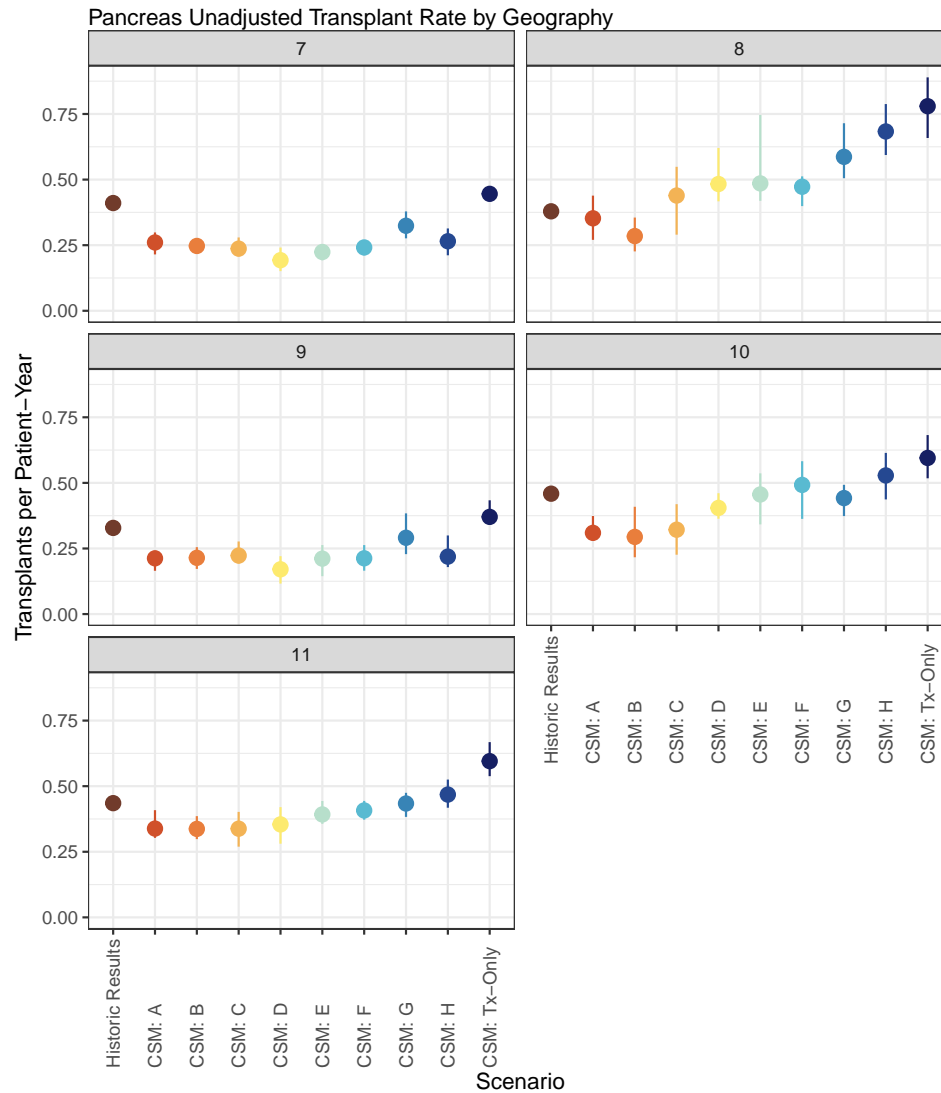 Pancreas Unadjusted Transplant Rate by Geography
7
8
0.75
0.50
0.25
0.00
9
10
0.75
0.50
0.25
0.00
11
0.75
0.50
0.25
0.00
Transplants per Patient−Year
Historic Results
CSM: A
CSM: B
CSM: C
CSM: D
CSM: E
CSM: F
CSM: G
CSM: H
CSM: Tx−Only
Historic Results
CSM: A
CSM: B
CSM: C
CSM: D
CSM: E
CSM: F
CSM: G
CSM: H
CSM: Tx−Only
Scenario